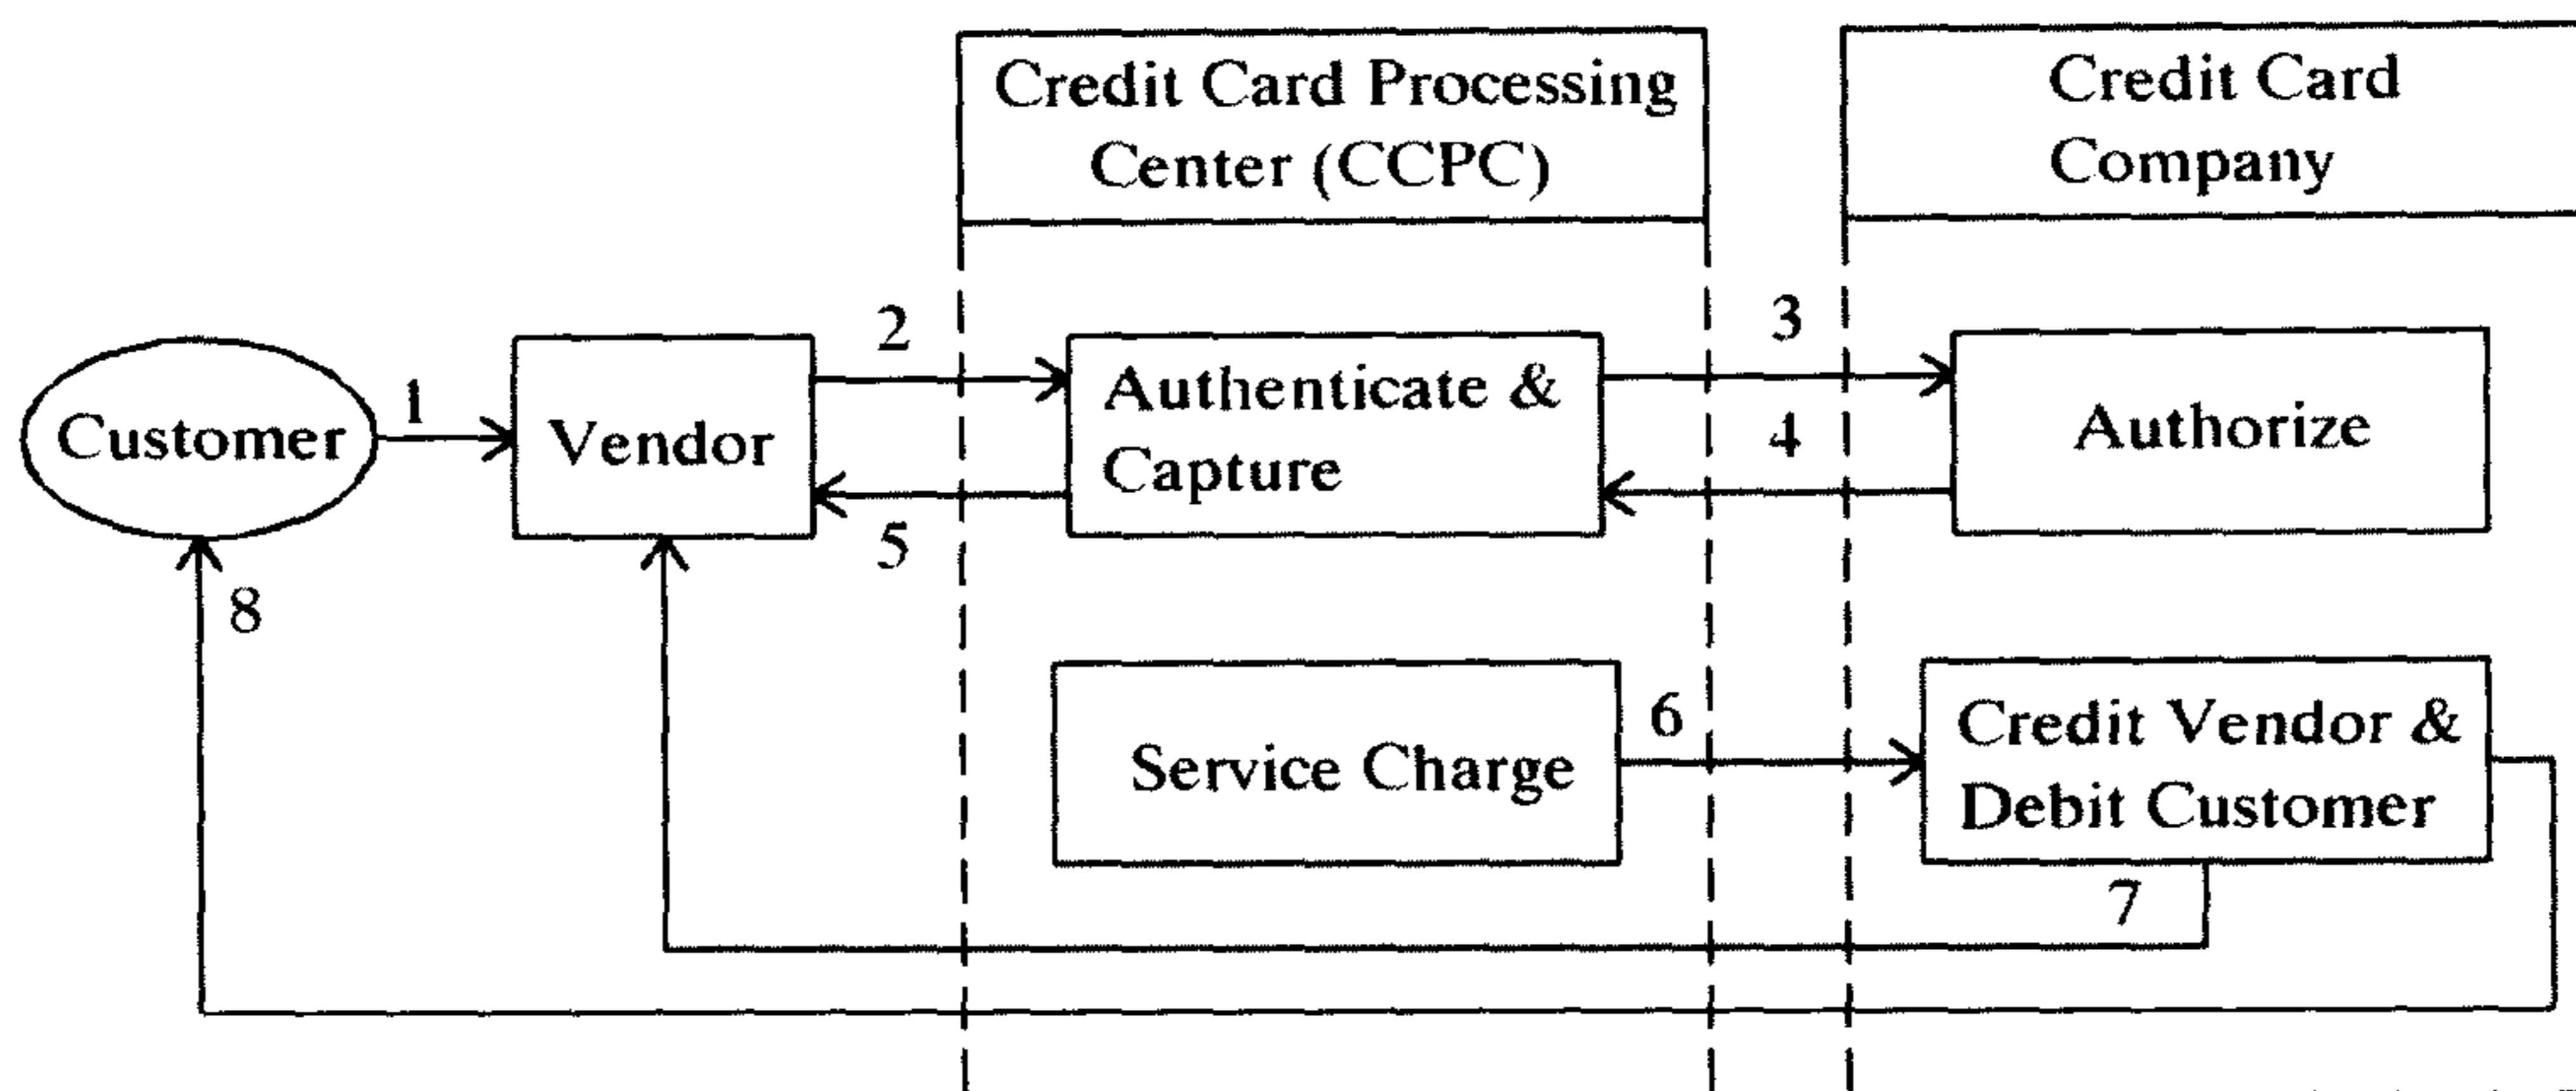 Credit Card Processing
Center (CCPC)
Credit Card
Company
2
3
1
Customer
Vendor
Authenticate &
Capture
4
Authorize
5
8
6
Service Charge
Credit Vendor &
Debit Customer
7